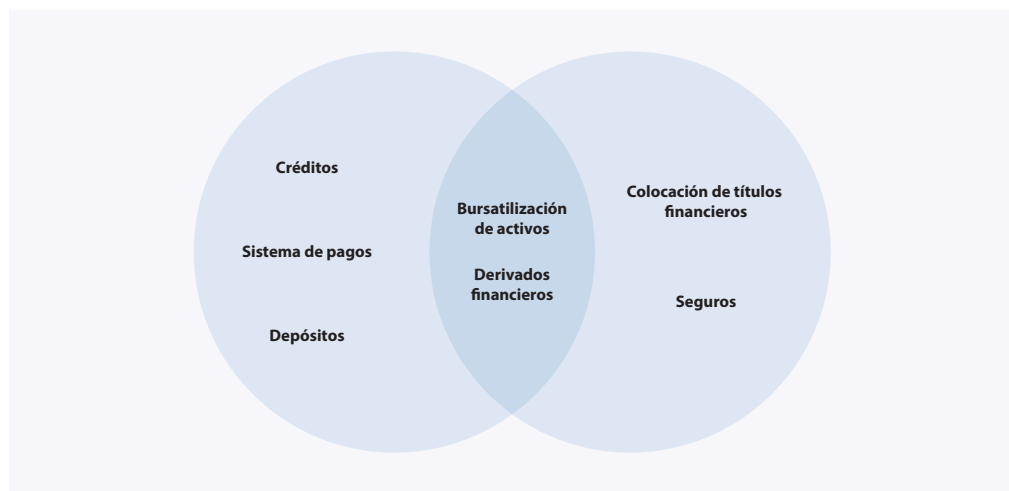 Créditos
Sistema de pagos
Depósitos
Bursatilización
de activos
Derivados
financieros
Colocación de títulos
financieros
Seguros